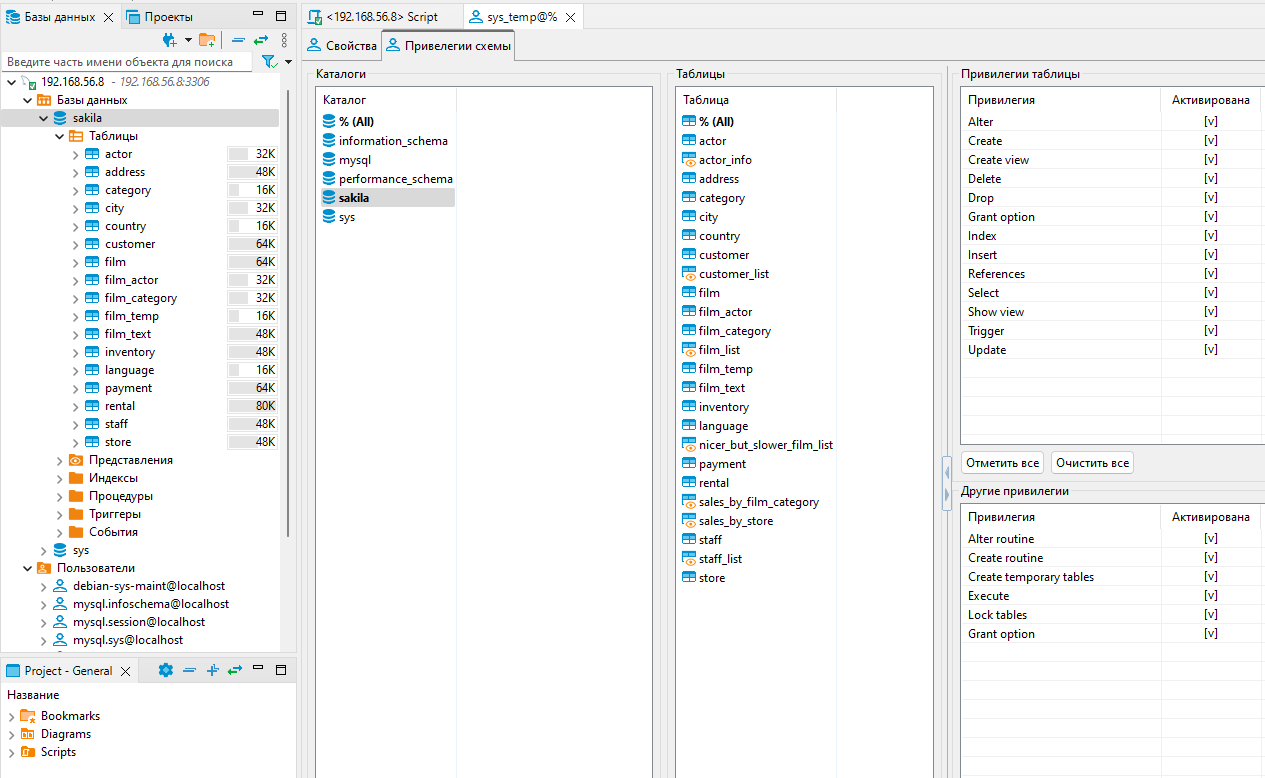 Базы данных
Проекты
Введите часть имени объекта для поиска
192.168.56.8 - 192.168.56.8:3306
Базы данных
sakila
Таблицы
actor 32K
address 48K
category 16K
city 32K
country 16K
customer 64K
film 64K
film_actor 32K
film_category 32K
film_temp 16K
film_text 48K
inventory 48K
language 16K
payment 64K
rental 80K
staff 48K
store 48K
Представления
Индексы
Процедуры
Триггеры
События
sys
Пользователи
debian-sys-maint@localhost
mysql.infoschema@localhost
mysql.session@localhost
mysql.sys@localhost
Project - General
Название
Bookmarks
Diagrams
Scripts
<192.168.56.8> Script
sys_temp@%
Свойства
Привелегии схемы
Каталоги
Каталог
% (All)
information_schema
mysql
performance_schema
sakila
sys
Таблицы
Таблица
% (All)
actor
actor_info
address
category
city
country
customer
customer_list
film
film_actor
film_category
film_list
film_temp
film_text
inventory
language
nicer_but_slower_film_list
payment
rental
sales_by_film_category
sales_by_store
staff
staff_list
store
Привилегии таблицы
Привилегия Активирована
Alter [v]
Create [v]
Create view [v]
Delete [v]
Drop [v]
Grant option [v]
Index [v]
Insert [v]
References [v]
Select [v]
Show view [v]
Trigger [v]
Update [v]
Отметить все
Очистить все
Другие привилегии
Привилегия Активирована
Alter routine [v]
Create routine [v]
Create temporary tables [v]
Execute [v]
Lock tables [v]
Grant option [v]